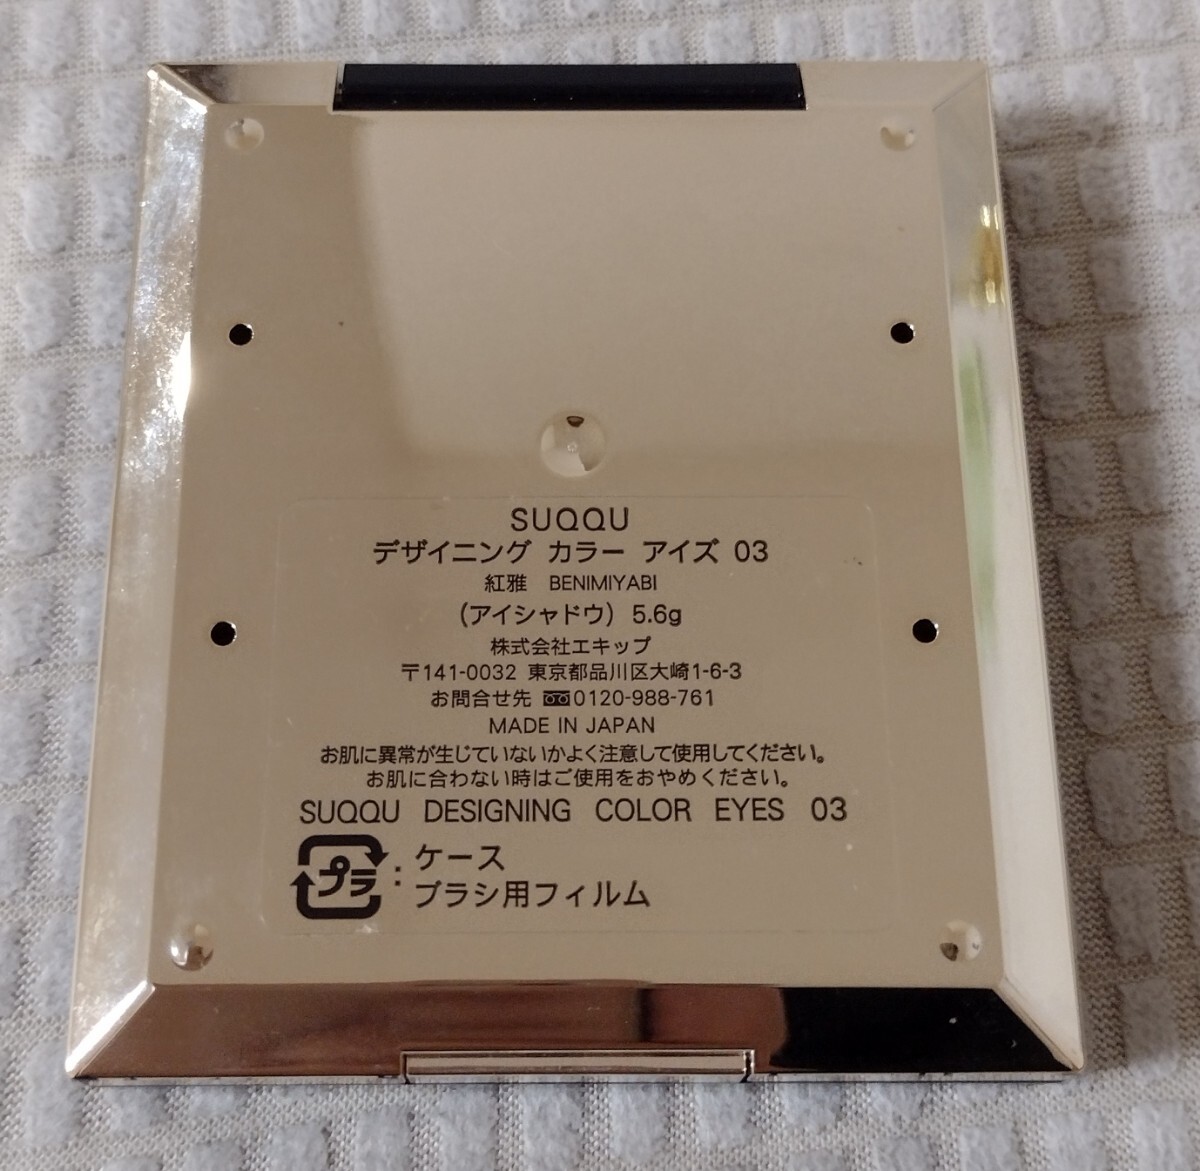 SUQQU
デザイニング カラー アイズ 03
紅雅 BENIMIYABI
(アイシャドウ) 5.6g
株式会社エキップ
〒141-0032 東京都品川区大崎1-6-3
お問合せ先 0120-988-761
MADE IN JAPAN
お肌に異常が生じていないかよく注意して使用してください。
お肌に合わない時はご使用をおやめください。
SUQQU DESIGNING COLOR EYES 03
プラ : ケース
ブラシ用フィルム